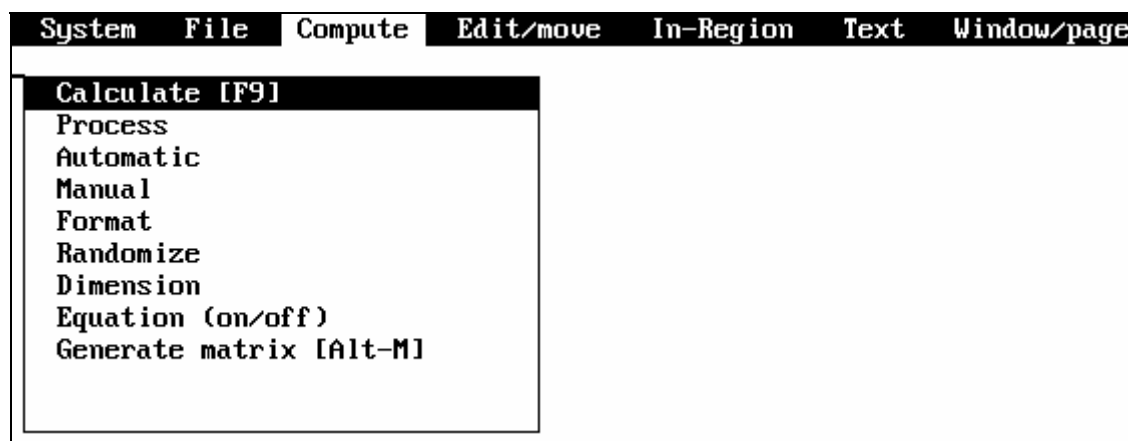 System File Compute Edit/move In-Region Text Window/page
Calculate [F9]
Process
Automatic
Manual
Format
Randomize
Dimension
Equation (on/off)
Generate matrix [Alt-M]